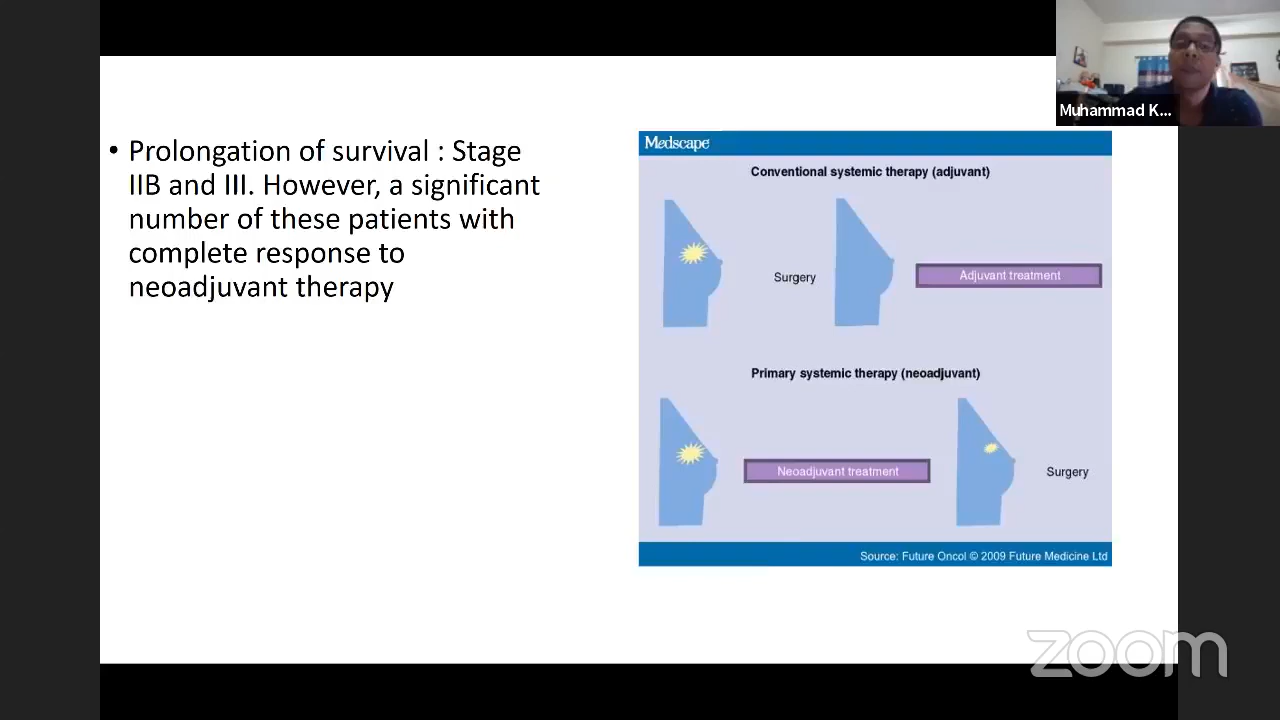 Muhammad K...
• Prolongation of survival : Stage
IIB and III. However, a significant
number of these patients with
complete response to
neoadjuvant therapy
Medscape
Conventional systemic therapy (adjuvant)
Surgery
Adjuvant treatment
Primary systemic therapy (neoadjuvant)
Neoadjuvant treatment
Surgery
Source: Future Oncol © 2009 Future Medicine Ltd
zoom